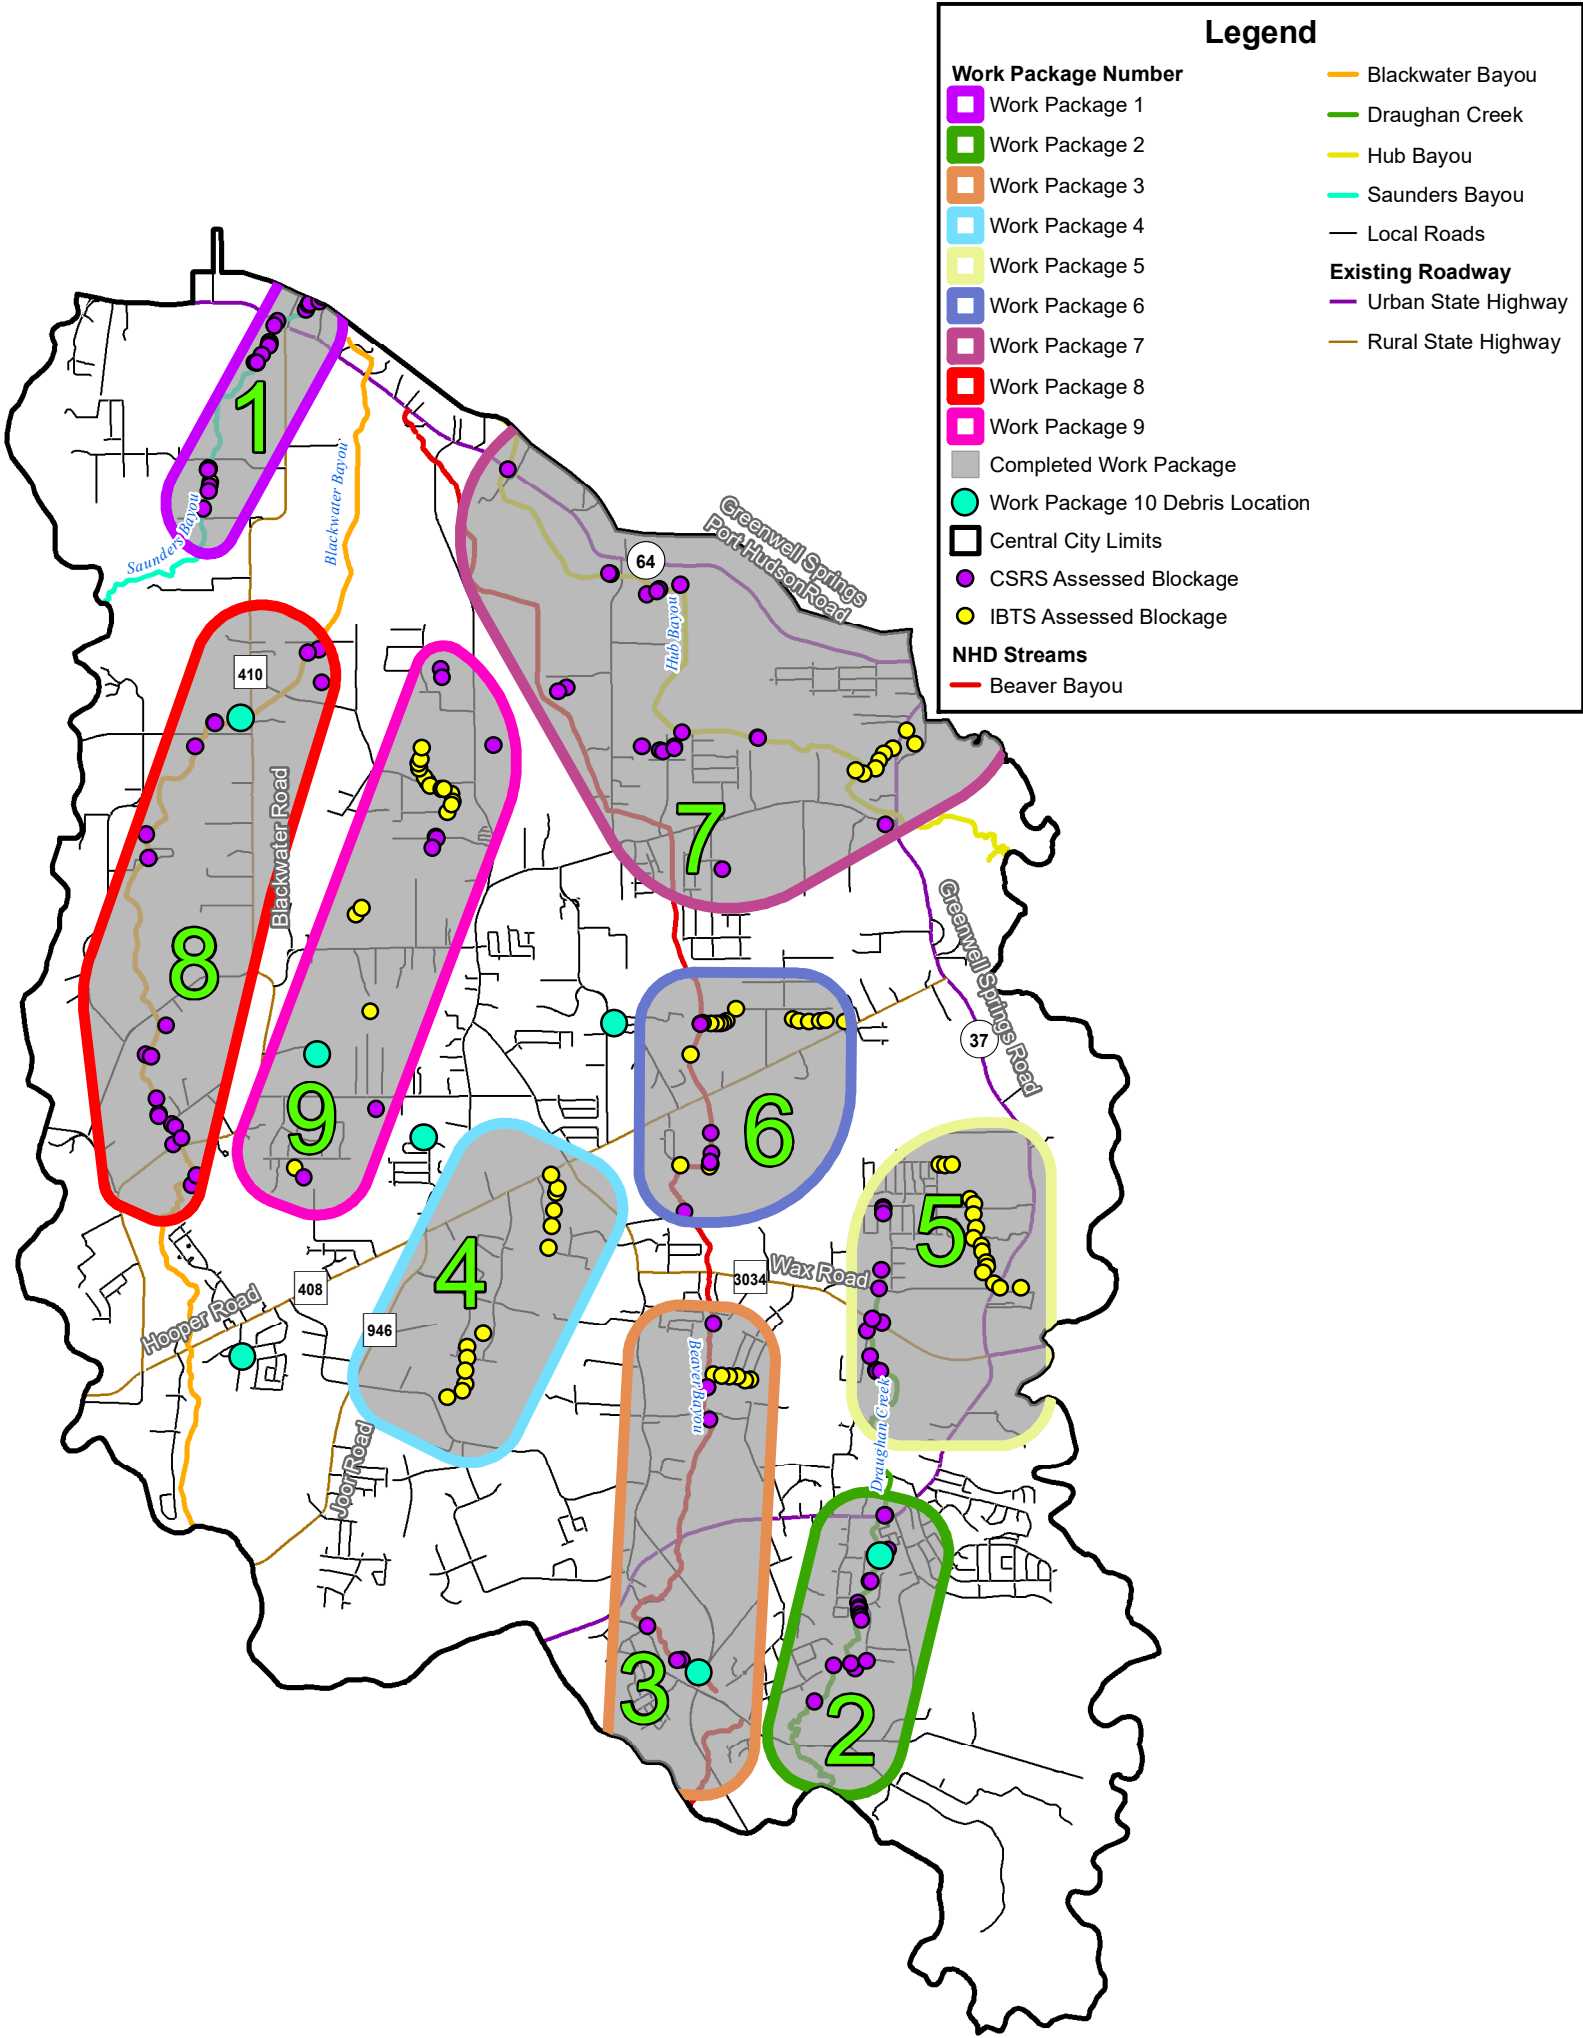 Legend
Work Package Number
Work Package 1
Work Package 2
Work Package 3
Work Package 4
Work Package 5
Work Package 6
Work Package 7
Work Package 8
Work Package 9
Completed Work Package
Work Package 10 Debris Location
Central City Limits
CSRS Assessed Blockage
IBTS Assessed Blockage
NHD Streams
Beaver Bayou
Blackwater Bayou
Draughan Creek
Hub Bayou
Saunders Bayou
Local Roads
Existing Roadway
Urban State Highway
Rural State Highway
1
Blackwater Bayou
Saunders Bayou
Greenwell Springs
Port Hudson Road
64
Hub Bayou
410
Blackwater Road
7
8
Greenwell Springs Road
37
9
6
5
4
Wax Road
3034
408
Hooper Road
946
Beaver Bayou
Draughan Creek
Joor Road
3
2